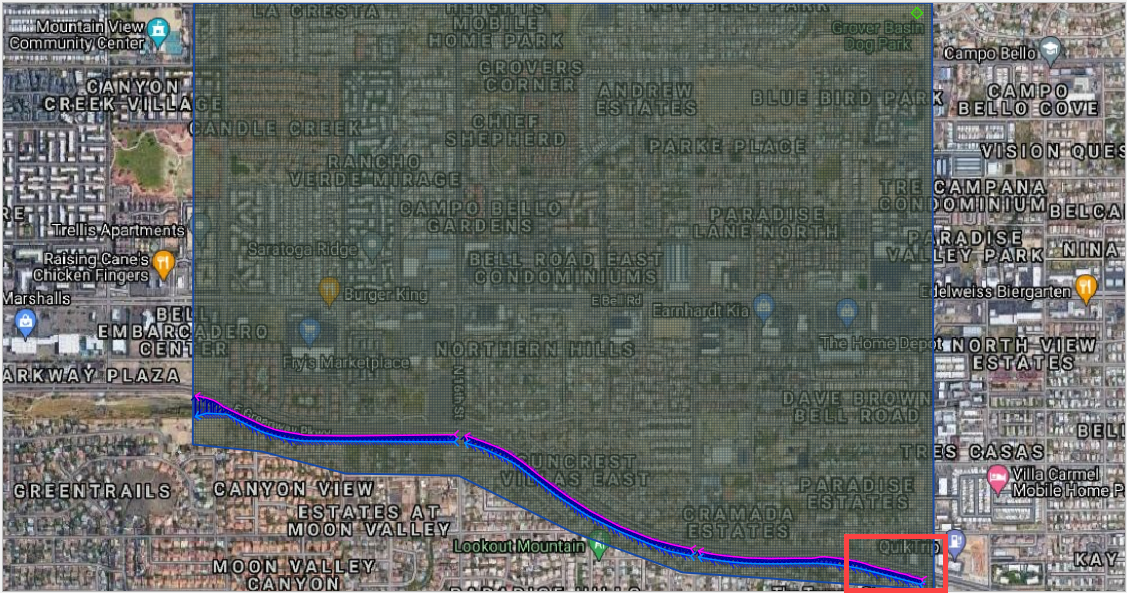 LA CRESTA
HEIGHTS
MOBILE
HOME PARK
NEW BELL PARK
Grover Basin
Dog Park
Mountain View
Community Center
Campo Bello
GROVERS
CORNER
CANYON
CREEK VILLAGE
ANDREW
ESTATES
BLUE BIRD PARK
CAMPO
BELLO COVE
CANDLE CREEK
CHIEF
SHEPHERD
PARKE PLACE
VISION QUES
RANCHO
VERDE MIRAGE
TRE CAMPANA
CONDOMINIUM
RE
CAMPO BELLO
GARDENS
PARADISE
LANE NORTH
BELCA
Trellis Apartments
Saratoga Ridge
PARADISE
VALLEY PARK
NINA
Raising Cane's
Chicken Fingers
BELL ROAD EAST
CONDOMINIUMS
Marshalls
Burger King
E Bell Rd
Earnhardt Kia
Edelweiss Biergarten
BELL
EMBARCADERO
CENTER
Fry's Marketplace
NORTHERN HILLS
The Home Depot
NORTH VIEW
ESTATES
ARKWAY PLAZA
N 16th St
DAVE BROWN
BELL ROAD
E Greenway Pkwy
BELL
SUNCREST
VILLAS EAST
TRES CASAS
GREENTRAILS
CANYON VIEW
PARADISE
ESTATES
Villa Carmel
Mobile Home P
ESTATES AT
MOON VALLEY
GRAMADA
ESTATES
Lookout Mountain
QuikTrip
KAY
MOON VALLEY
CANYON
PARADISE HILLS